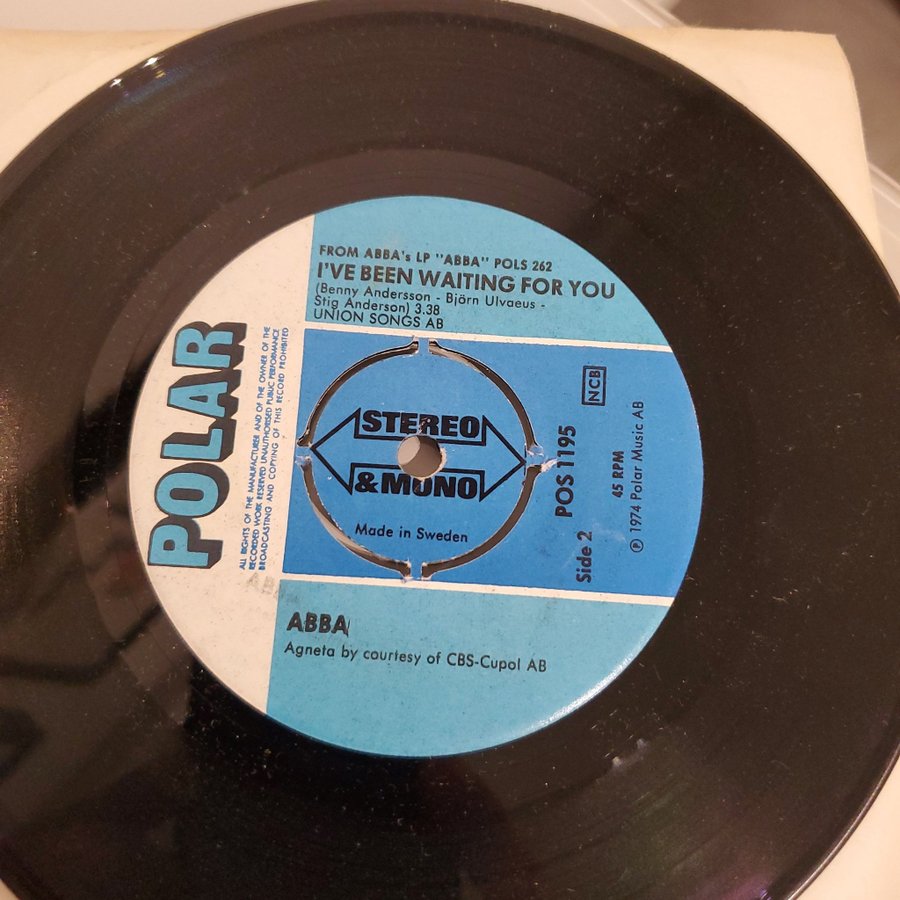 FROM ABBA's LP "ABBA" POLS 262
I'VE BEEN WAITING FOR YOU
(Benny Andersson - Björn Ulvaeus -
Stig Anderson) 3.38
UNION SONGS AB
POLAR
ALL RIGHTS OF THE MANUFACTURER AND OF THE OWNER OF THE
RECORDED WORK RESERVED UNAUTHORISED PUBLIC PERFORMANCE
BROADCASTING AND COPYING OF THIS RECORD PROHIBITED
STEREO
& MONO
Made in Sweden
NCB
POS 1195
Side 2
45 RPM
℗ 1974 Polar Music AB
ABBA
Agneta by courtesy of CBS-Cupol AB